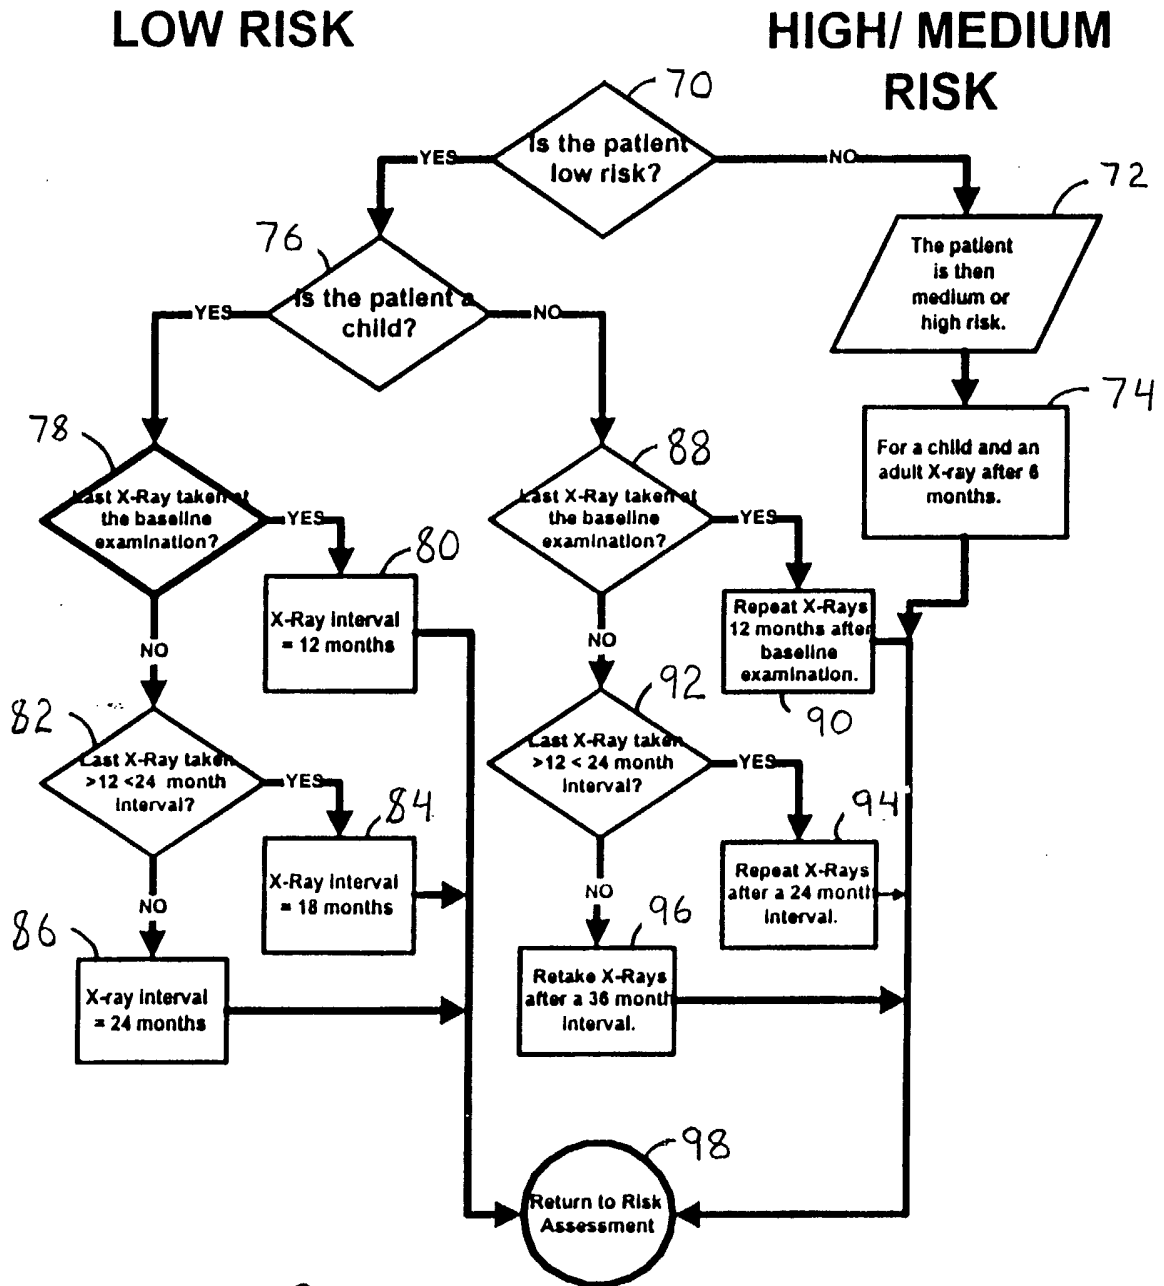 LOW RISK
HIGH/ MEDIUM
RISK
70
Is the patient
low risk?
YES
NO
72
The patient
is then
medium or
high risk.
76
Is the patient a
child?
YES
NO
74
For a child and an
adult X-ray after 6
months.
78
Last X-Ray taken at
the baseline
examination?
YES
NO
80
X-Ray Interval
= 12 months
88
Last X-Ray taken at
the baseline
examination?
YES
NO
Repeat X-Rays
12 months after
baseline
examination.
90
82
Last X-Ray taken
>12 <24 month
Interval?
YES
NO
84
X-Ray Interval
= 18 months
92
Last X-Ray taken
>12 < 24 month
Interval?
YES
NO
94
Repeat X-Rays
after a 24 month
Interval.
86
X-ray interval
= 24 months
96
Retake X-Rays
after a 36 month
Interval.
98
Return to Risk
Assessment